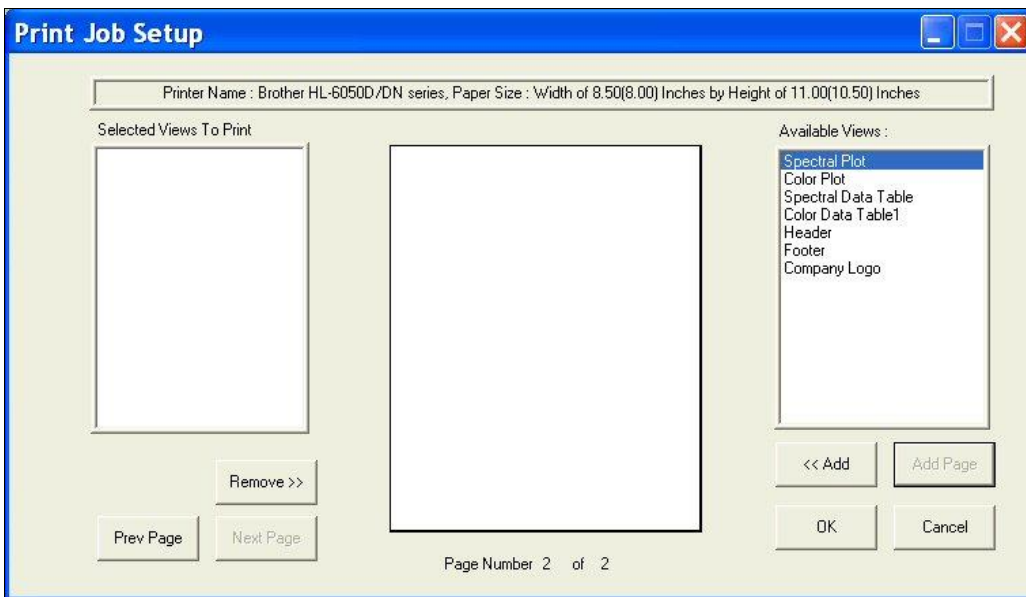 Print Job Setup
Printer Name : Brother HL-6050D/DN series, Paper Size : Width of 8.50(8.00) Inches by Height of 11.00(10.50) Inches
Selected Views To Print
Available Views :
Spectral Plot
Color Plot
Spectral Data Table
Color Data Table1
Header
Footer
Company Logo
<< Add
Add Page
Remove >>
OK
Cancel
Prev Page
Next Page
Page Number 2 of 2